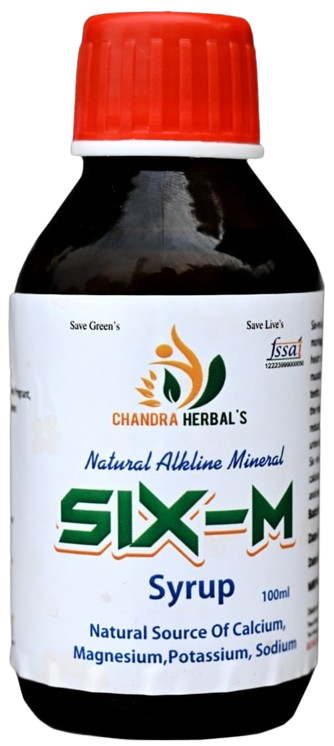 Save Green's
Save Live's
fssai
CHANDRA HERBAL'S
Natural Alkline Mineral
SIX-M
Syrup
100ml
Natural Source Of Calcium,
Magnesium,Potassium, Sodium